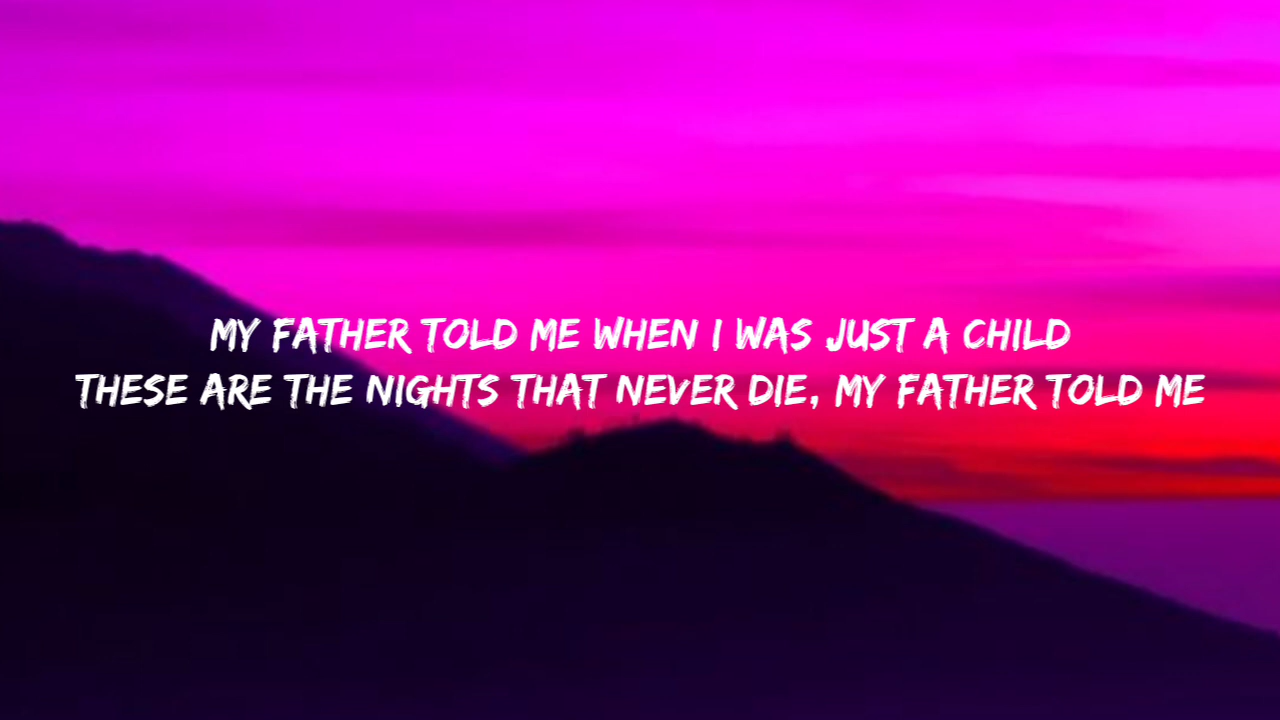 MY FATHER TOLD ME WHEN I WAS JUST A CHILD
THESE ARE THE NIGHTS THAT NEVER DIE, MY FATHER TOLD ME